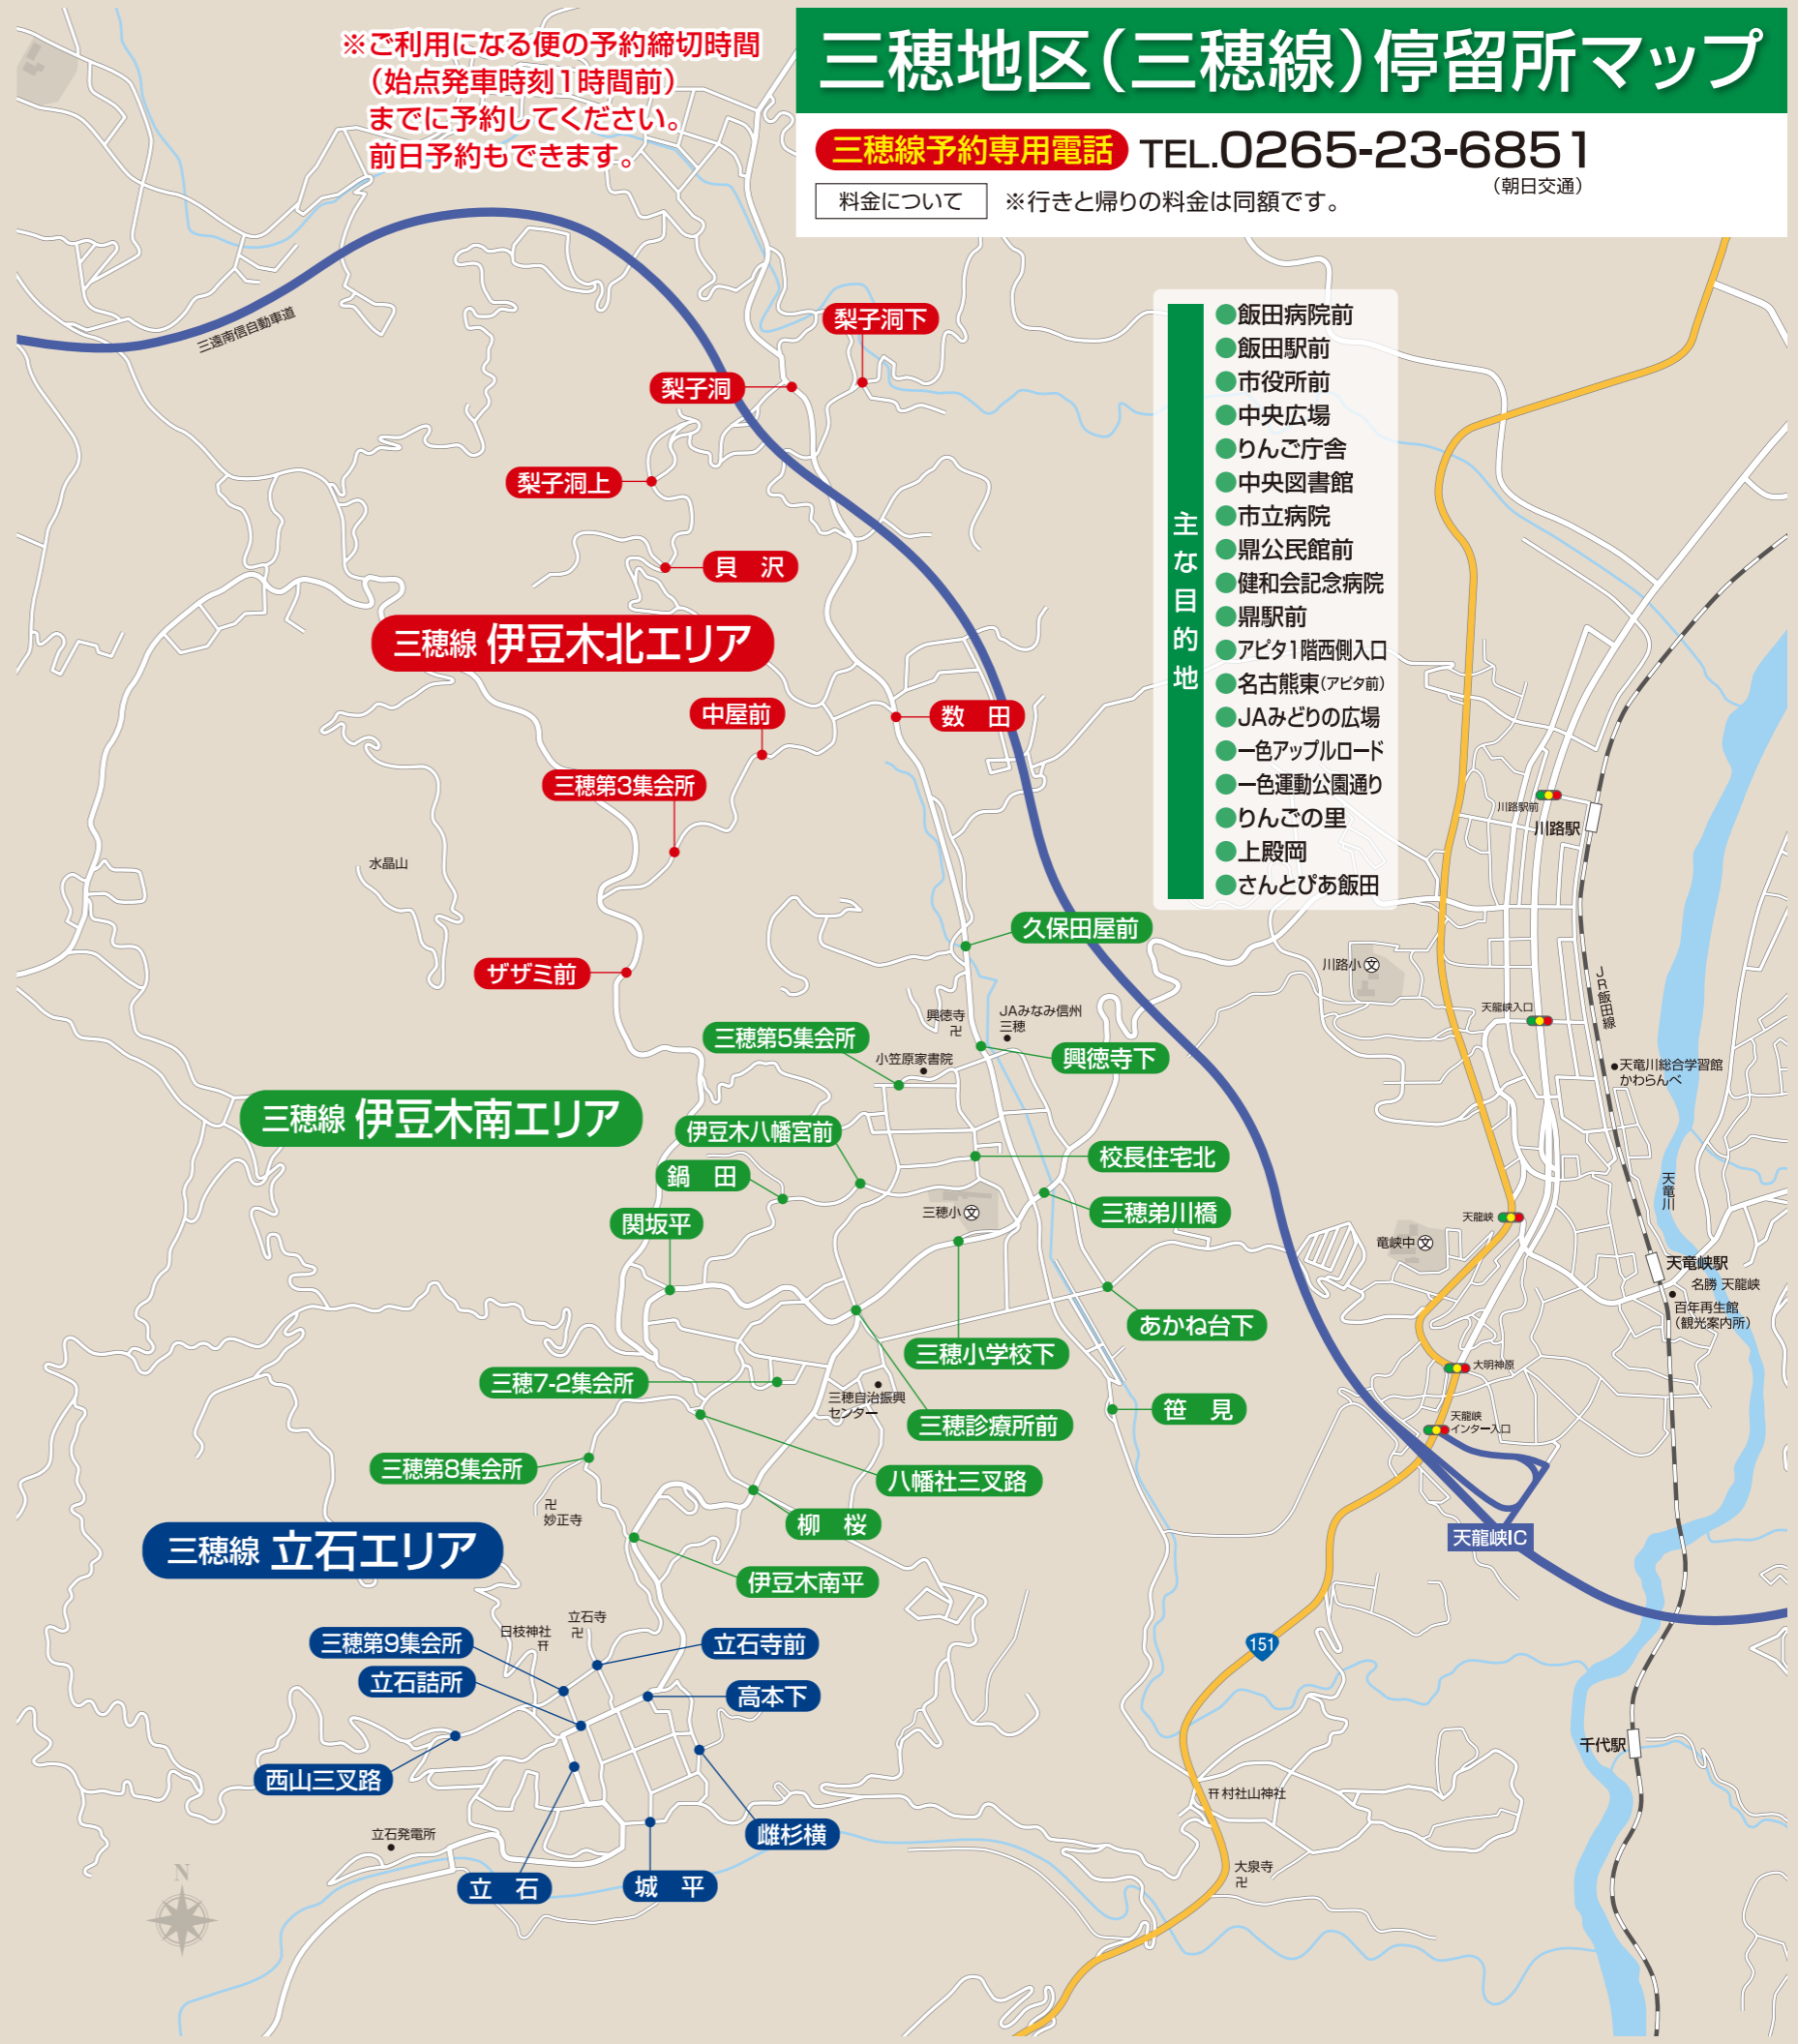 ※ご利用になる便の予約締切時間
（始点発車時刻1時間前）
までに予約してください。
前日予約もできます。
三穂地区（三穂線）停留所マップ
三穂線予約専用電話 TEL.0265-23-6851
（朝日交通）
料金について ※行きと帰りの料金は同額です。
主な目的地
●飯田病院前
●飯田駅前
●市役所前
●中央広場
●りんご庁舎
●中央図書館
●市立病院
●鼎公民館前
●健和会記念病院
●鼎駅前
●アピタ1階西側入口
●名古熊東（アピタ前）
●JAみどりの広場
●一色アップルロード
●一色運動公園通り
●りんごの里
●上殿岡
●さんとぴあ飯田
三遠南信自動車道
梨子洞下
梨子洞
梨子洞上
貝 沢
三穂線 伊豆木北エリア
中屋前
数 田
三穂第3集会所
川路駅前
川路駅
水晶山
久保田屋前
川路小 文
ザザミ前
JR飯田線
興徳寺
卍
JAみなみ信州
三穂
天龍峡入口
三穂第5集会所
小笠原家書院
興徳寺下
天竜川総合学習館
かわらんべ
三穂線 伊豆木南エリア
伊豆木八幡宮前
校長住宅北
鍋 田
天竜川
三穂小 文
三穂弟川橋
関坂平
天龍峡
竜峡中 文
天竜峡駅
名勝 天龍峡
百年再生館
（観光案内所）
あかね台下
三穂小学校下
大明神原
三穂7-2集会所
三穂自治振興
センター
笹 見
三穂診療所前
天龍峡
インター入口
三穂第8集会所
八幡社三叉路
卍
妙正寺
柳 桜
天龍峡IC
三穂線 立石エリア
伊豆木南平
立石寺
卍
日枝神社
三穂第9集会所
立石寺前
151
立石詰所
高本下
千代駅
西山三叉路
村社山神社
雌杉横
立石発電所
立 石
城 平
大泉寺
卍
N